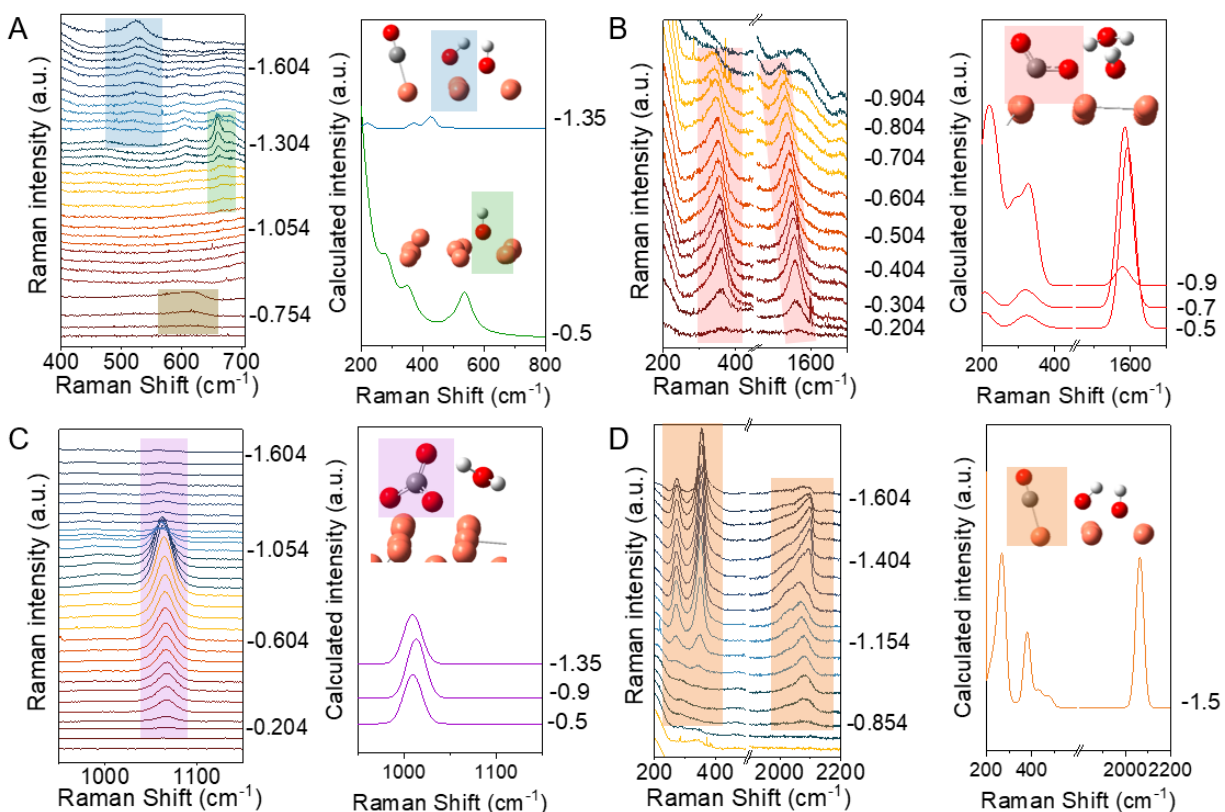 A
Raman intensity (a.u.)
-1.604
-1.304
-1.054
-0.754
400 500 600 700
Raman Shift (cm⁻¹)
Calculated intensity (a.u.)
-1.35
-0.5
200 300 400 500 600 700 800
Raman Shift (cm⁻¹)
B
Raman intensity (a.u.)
-0.904
-0.804
-0.704
-0.604
-0.504
-0.404
-0.304
-0.204
200 400 1600
Raman Shift (cm⁻¹)
Calculated intensity (a.u.)
-0.9
-0.7
-0.5
200 400 1600
Raman Shift (cm⁻¹)
C
Raman intensity (a.u.)
-1.604
-1.054
-0.604
-0.204
1000 1100
Raman Shift (cm⁻¹)
Calculated intensity (a.u.)
-1.35
-0.9
-0.5
1000 1100
Raman Shift (cm⁻¹)
D
Raman intensity (a.u.)
-1.604
-1.404
-1.154
-0.854
200 400 2000 2200
Raman Shift (cm⁻¹)
Calculated intensity (a.u.)
-1.5
200 400 2000 2200
Raman Shift (cm⁻¹)